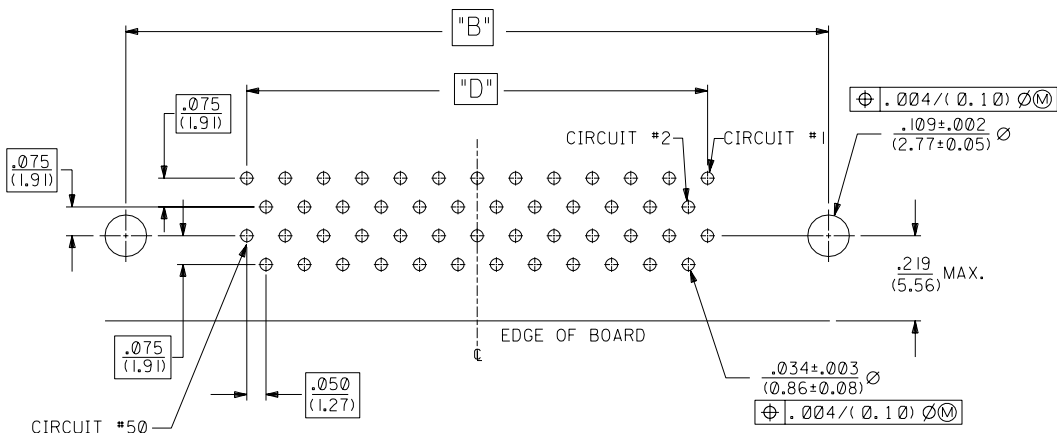 "B"
"D"
.075
(1.91)
⌖ .004/(0.10) Ø Ⓜ
.109±.002 Ø
(2.77±0.05)
CIRCUIT #2
CIRCUIT #1
.075
(1.91)
.219 MAX.
(5.56)
EDGE OF BOARD
℄
.075
(1.91)
.050
(1.27)
.034±.003 Ø
(0.86±0.08)
⌖ .004/(0.10) Ø Ⓜ
CIRCUIT #50